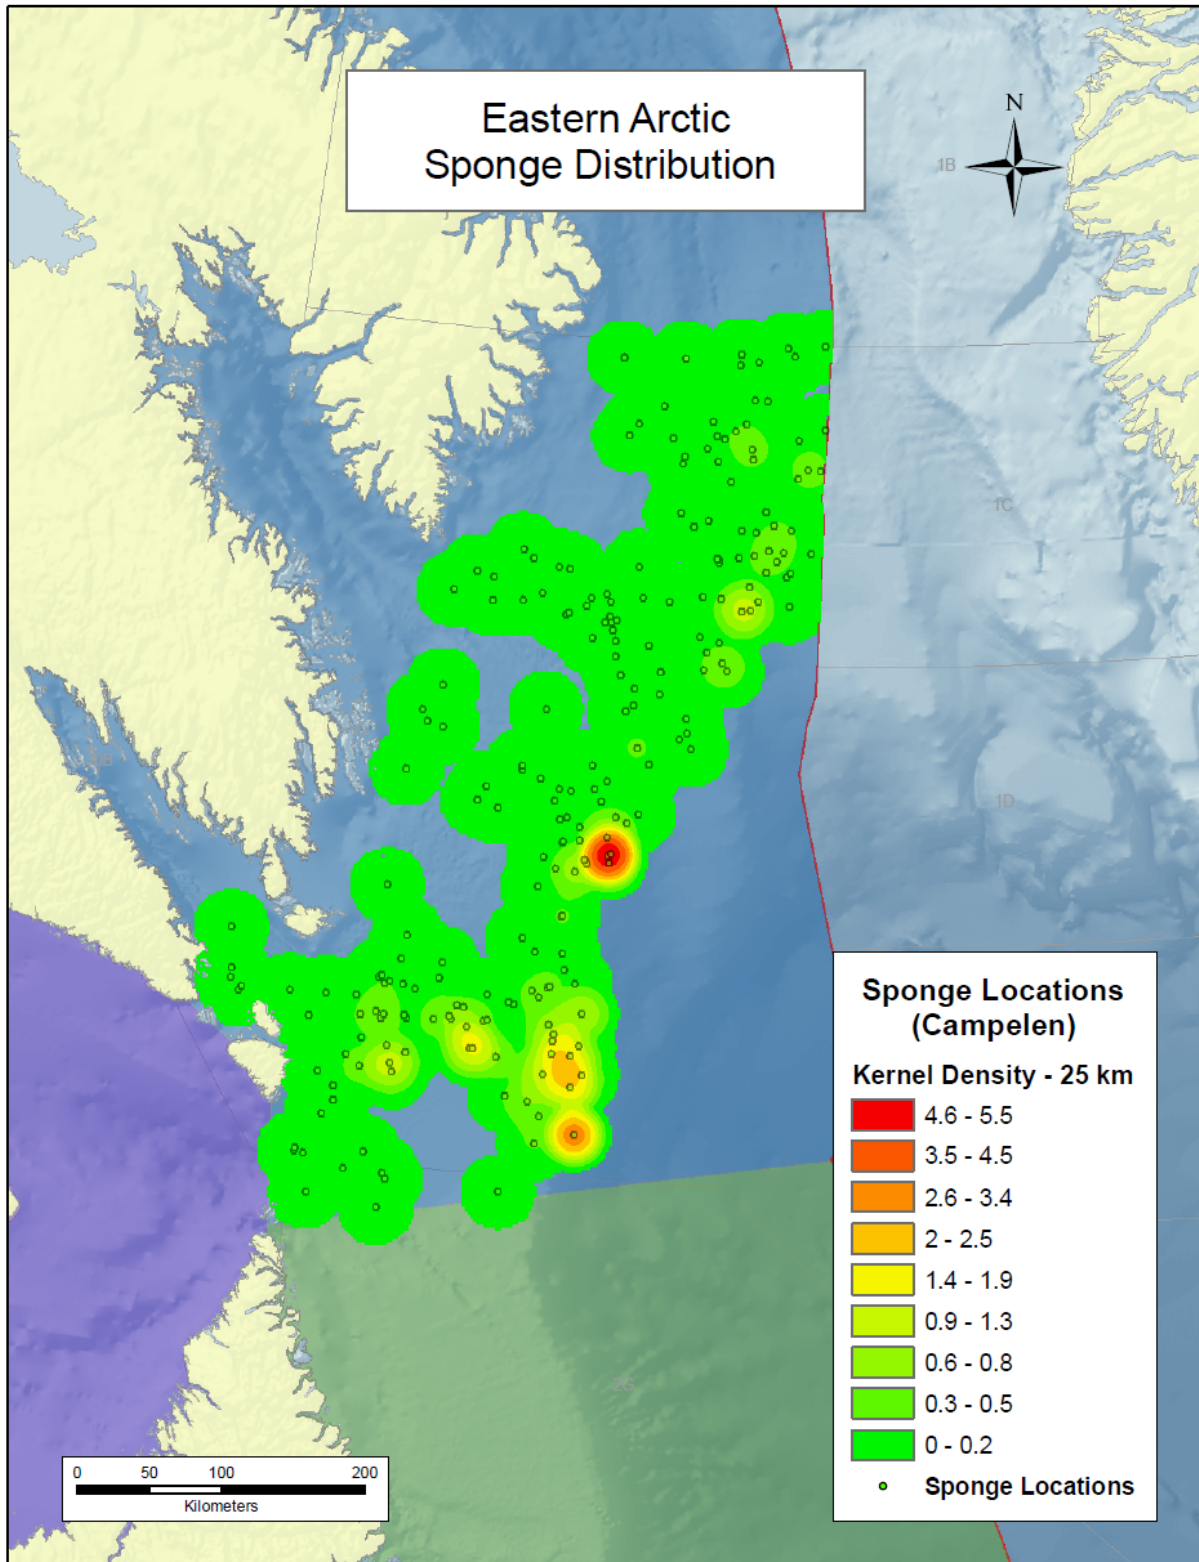 Eastern Arctic
Sponge Distribution
N
1B
1C
1D
2G
Sponge Locations
(Campelen)
Kernel Density - 25 km
4.6 - 5.5
3.5 - 4.5
2.6 - 3.4
2 - 2.5
1.4 - 1.9
0.9 - 1.3
0.6 - 0.8
0.3 - 0.5
0 - 0.2
Sponge Locations
0 50 100 200
Kilometers